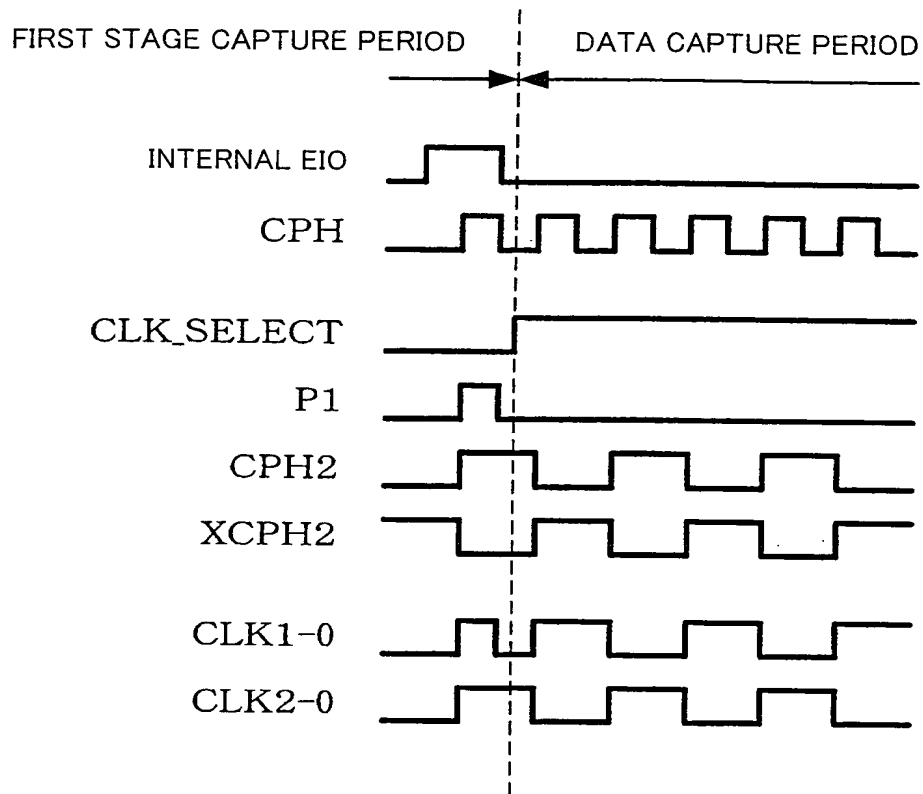 FIRST STAGE CAPTURE PERIOD
DATA CAPTURE PERIOD
INTERNAL EIO
CPH
CLK_SELECT
P1
CPH2
XCPH2
CLK1-0
CLK2-0